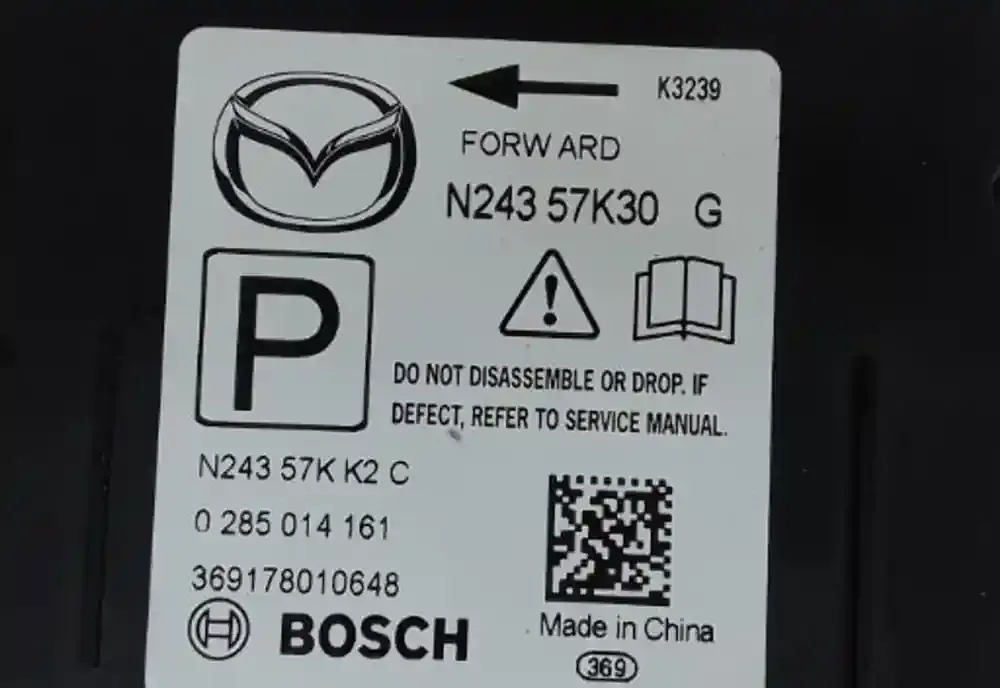 K3239
FORWARD
N243 57K30 G
P
DO NOT DISASSEMBLE OR DROP. IF
DEFECT, REFER TO SERVICE MANUAL.
N243 57K K2 C
0 285 014 161
369178010648
BOSCH
Made in China
369